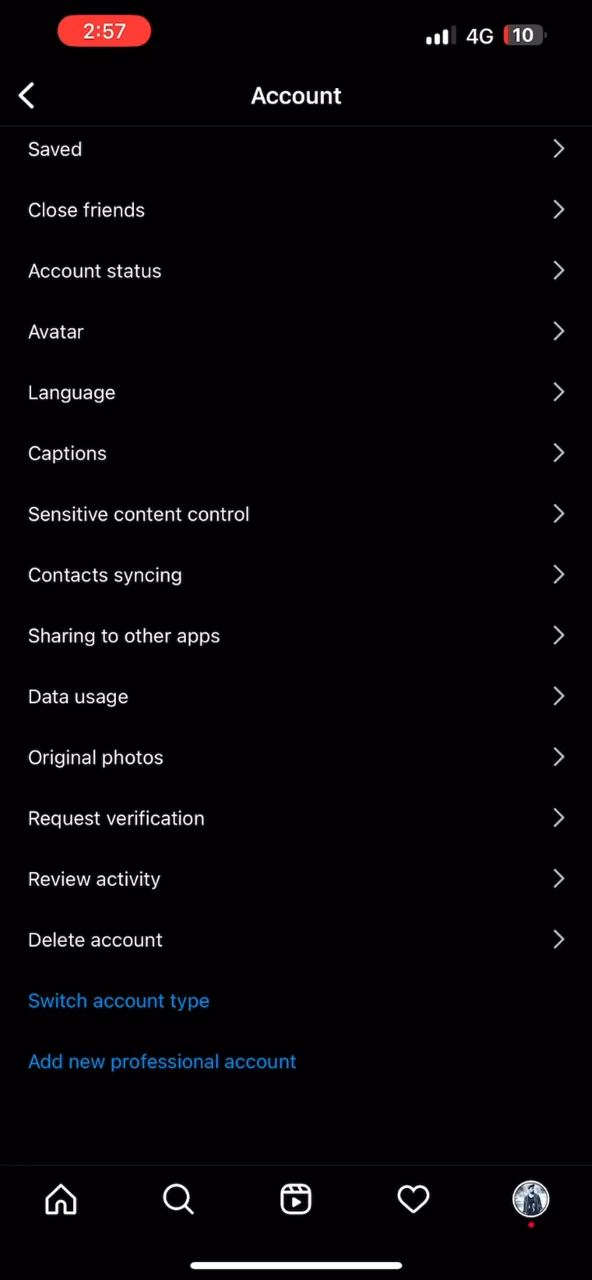 2:57
4G
10
Account
Saved
Close friends
Account status
Avatar
Language
Captions
Sensitive content control
Contacts syncing
Sharing to other apps
Data usage
Original photos
Request verification
Review activity
Delete account
Switch account type
Add new professional account